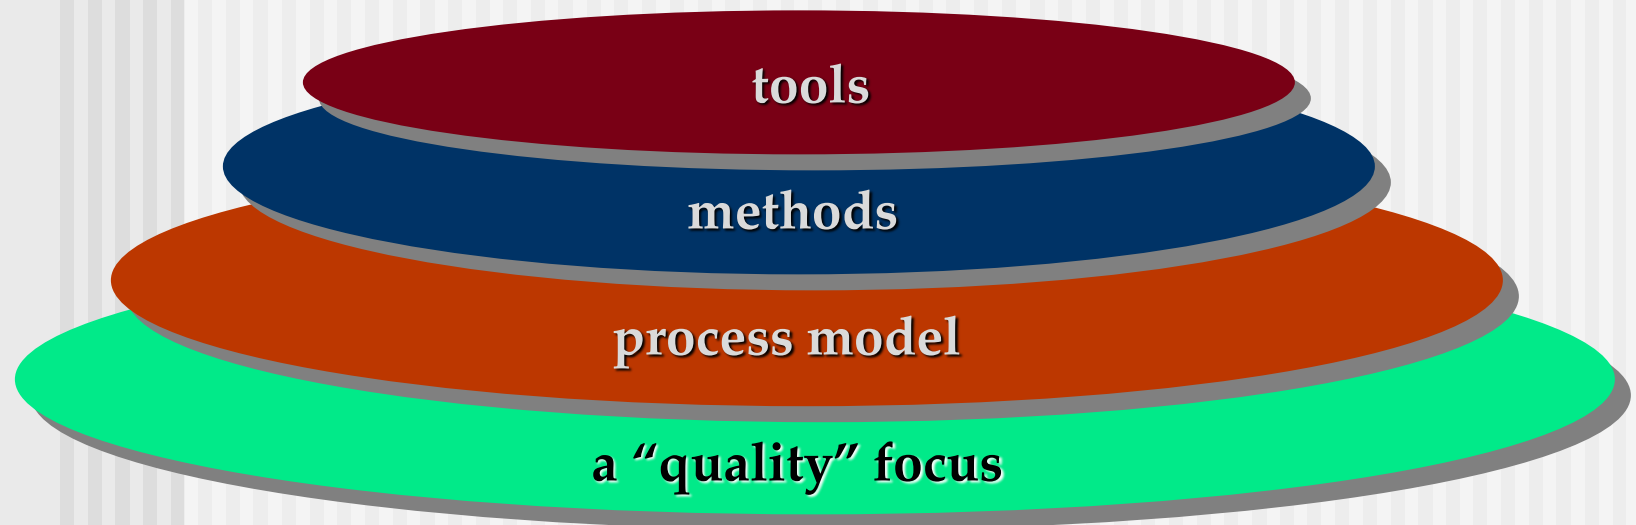 tools
methods
process model
a “quality” focus